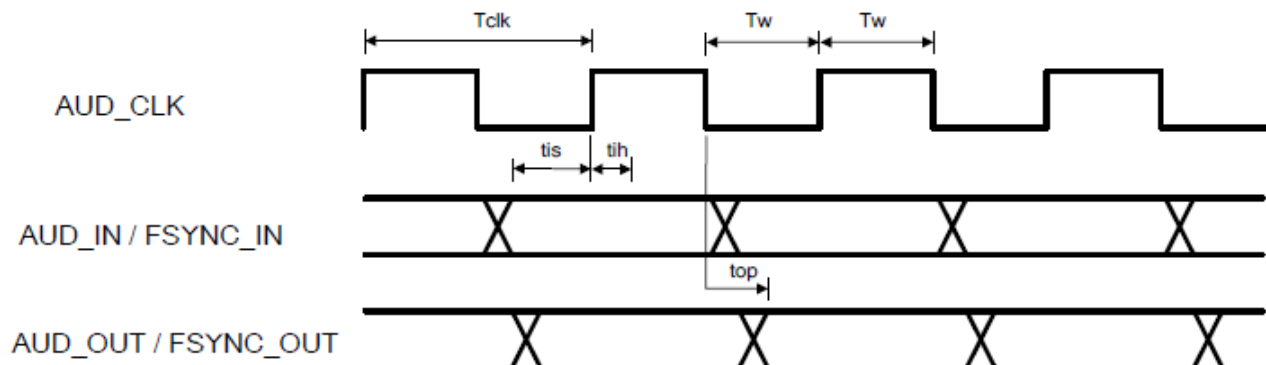 Tclk Tw Tw
AUD_CLK
tis tih
AUD_IN / FSYNC_IN
top
AUD_OUT / FSYNC_OUT